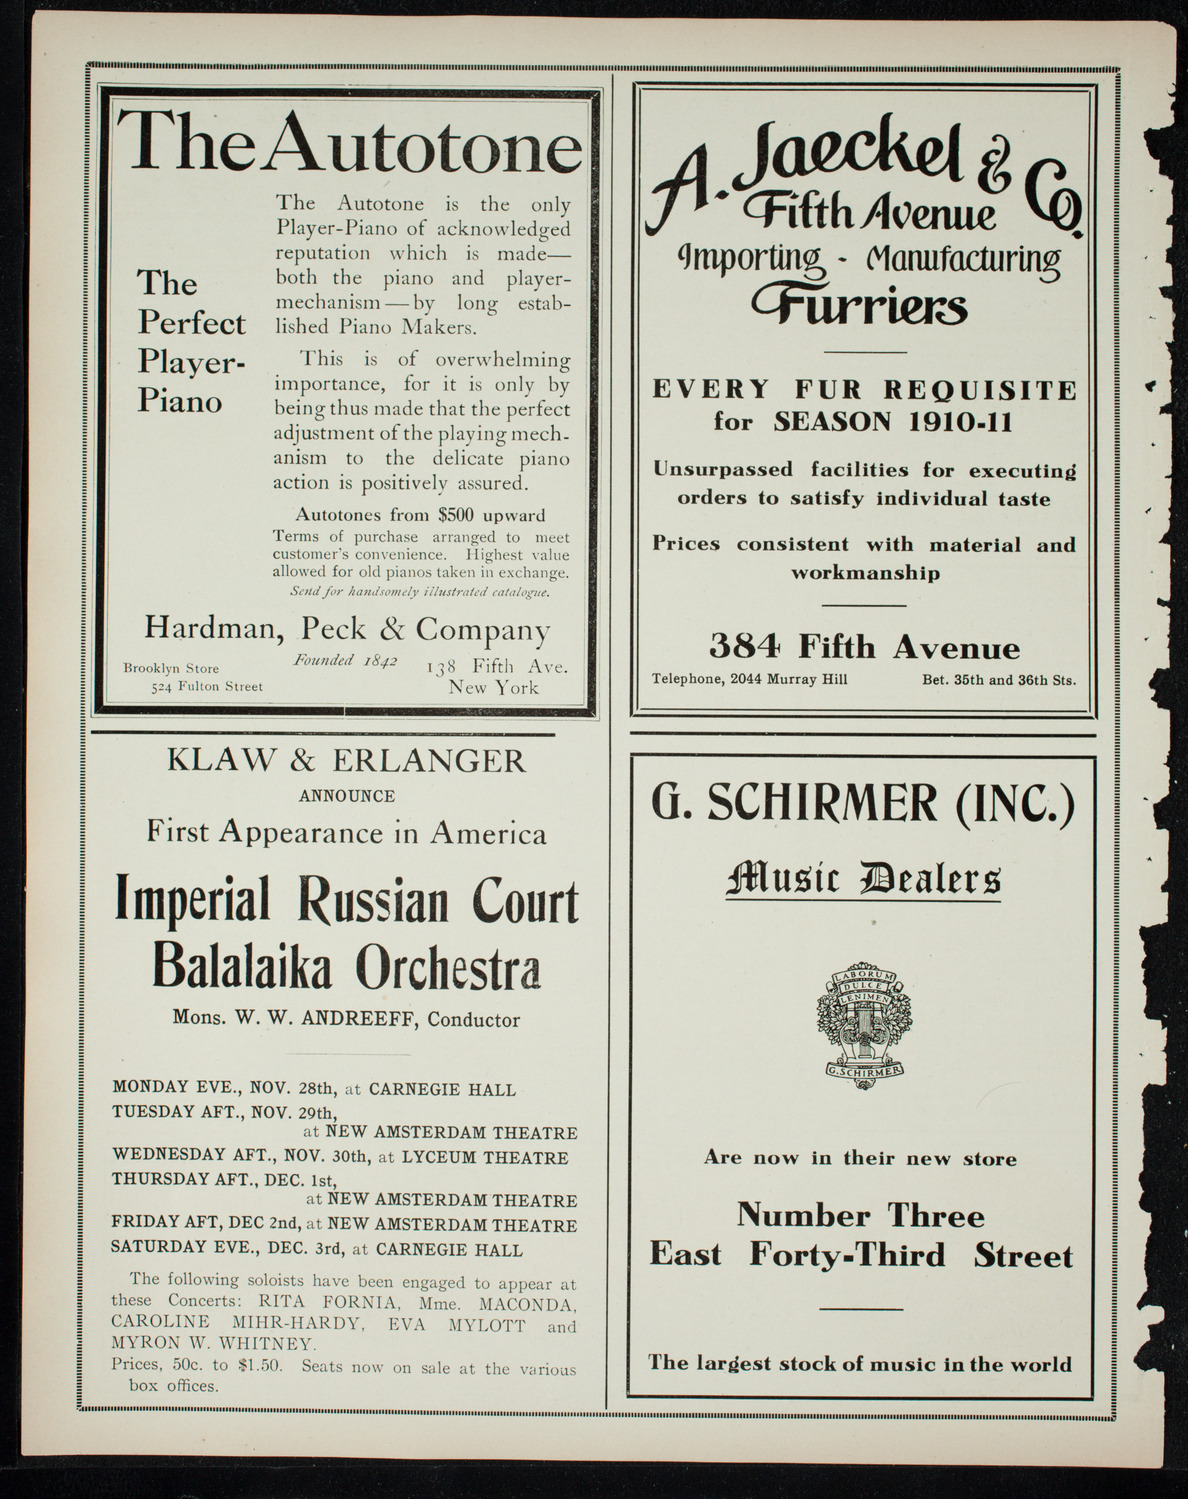 The Autotone
The
Perfect
Player-
Piano
The Autotone is the only
Player-Piano of acknowledged
reputation which is made—
both the piano and player-
mechanism—by long estab-
lished Piano Makers.
This is of overwhelming
importance, for it is only by
being thus made that the perfect
adjustment of the playing mech-
anism to the delicate piano
action is positively assured.
Autotones from $500 upward
Terms of purchase arranged to meet
customer's convenience. Highest value
allowed for old pianos taken in exchange.
Send for handsomely illustrated catalogue.
Hardman, Peck & Company
Founded 1842
Brooklyn Store
524 Fulton Street
138 Fifth Ave.
New York
KLAW & ERLANGER
ANNOUNCE
First Appearance in America
Imperial Russian Court
Balalaika Orchestra
Mons. W. W. ANDREEFF, Conductor
MONDAY EVE., NOV. 28th, at CARNEGIE HALL
TUESDAY AFT., NOV. 29th,
at NEW AMSTERDAM THEATRE
WEDNESDAY AFT., NOV. 30th, at LYCEUM THEATRE
THURSDAY AFT., DEC. 1st,
at NEW AMSTERDAM THEATRE
FRIDAY AFT, DEC 2nd, at NEW AMSTERDAM THEATRE
SATURDAY EVE., DEC. 3rd, at CARNEGIE HALL
The following soloists have been engaged to appear at
these Concerts: RITA FORNIA, Mme. MACONDA,
CAROLINE MIHR-HARDY, EVA MYLOTT and
MYRON W. WHITNEY.
Prices, 50c. to $1.50. Seats now on sale at the various
box offices.
A. Jaeckel & Co.
Fifth Avenue
Importing - Manufacturing
Furriers
EVERY FUR REQUISITE
for SEASON 1910-11
Unsurpassed facilities for executing
orders to satisfy individual taste
Prices consistent with material and
workmanship
384 Fifth Avenue
Telephone, 2044 Murray Hill Bet. 35th and 36th Sts.
G. SCHIRMER (INC.)
Music Dealers
LABORUM
DULCE
LENIMEN
G. SCHIRMER
Are now in their new store
Number Three
East Forty-Third Street
The largest stock of music in the world